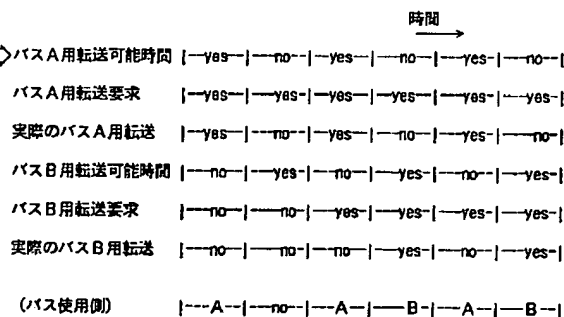 時間
バスA用転送可能時間 |---yes---|---no---|---yes---|---no---|---yes---|---no---|
バスA用転送要求 |---yes---|---yes-|---yes---|---yes---|---yes-|---yes-|
実際のバスA用転送 |---yes---|---no---|---yes---|---no---|---yes-|---no-|
バスB用転送可能時間 |---no---|---yes-|---no---|---yes-|---no---|---yes-|
バスB用転送要求 |---no---|---no---|---yes-|---yes-|---yes-|---yes-|
実際のバスB用転送 |---no---|---no---|---no---|---yes-|---no---|---yes-|
(バス使用側) |---A---|---no---|---A---|---B---|---A---|---B---|